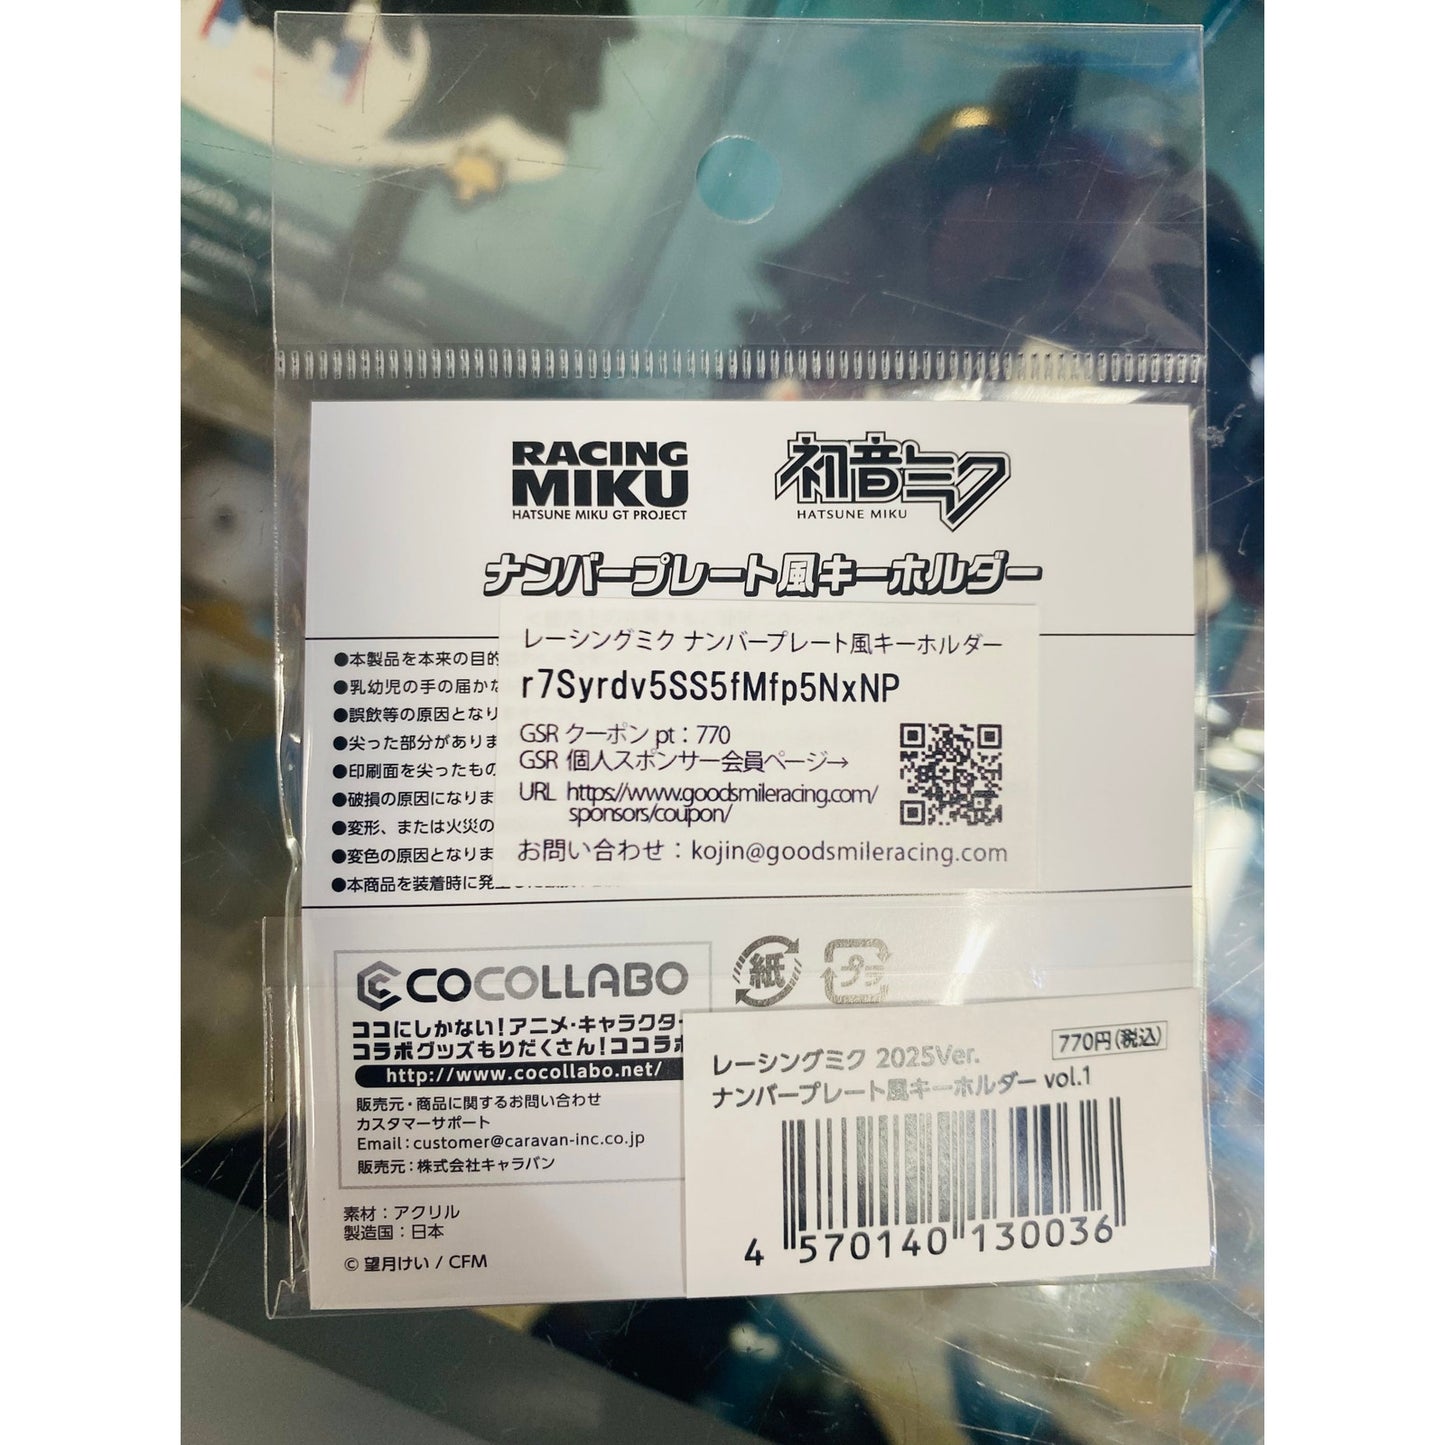 RACING
MIKU
HATSUNE MIKU GT PROJECT
初音ミク
HATSUNE MIKU
ナンバープレート風キーホルダー
レーシングミク ナンバープレート風キーホルダー
r7Syrdv5SS5fMfp5NxNP
GSR クーポン pt：770
GSR 個人スポンサー会員ページ→
URL https://www.goodsmileracing.com/
sponsors/coupon/
お問い合わせ：kojin@goodsmileracing.com
●本製品を本来の目的
●乳幼児の手の届かな
●誤飲等の原因となり
●尖った部分がありま
●印刷面を尖ったもの
●破損の原因になりま
●変形、または火災の
●変色の原因となりま
●本商品を装着時に発
COCOLLABO
ココにしかない！アニメ・キャラクター
コラボグッズもりだくさん！ココラボ
http://www.cocollabo.net/
販売元・商品に関するお問い合わせ
カスタマーサポート
Email：customer@caravan-inc.co.jp
販売元：株式会社キャラバン
素材：アクリル
製造国：日本
© 望月けい / CFM
紙
プラ
770円(税込)
レーシングミク 2025Ver.
ナンバープレート風キーホルダー vol.1
4 570140 130036